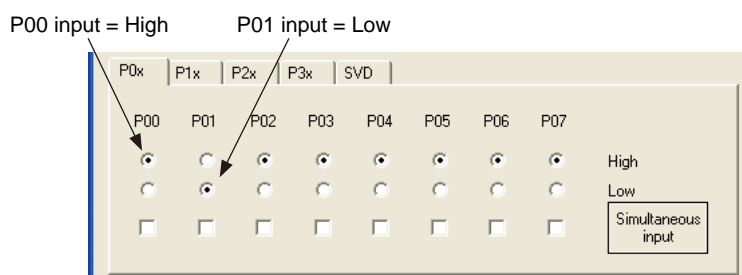 P00 input = High P01 input = Low
P0x P1x P2x P3x SVD
P00 P01 P02 P03 P04 P05 P06 P07
High
Low
Simultaneous
input